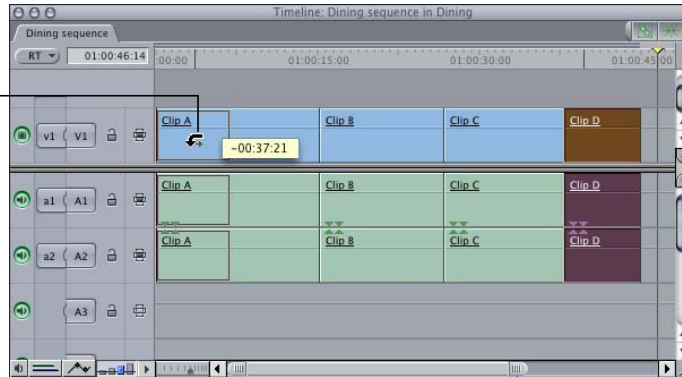 Timeline: Dining sequence in Dining
Dining sequence
RT
01:00:46:14
:00:00
01:00:15:00
01:00:30:00
01:00:45:00
v1 V1
Clip A
Clip B
Clip C
Clip D
-00:37:21
a1 A1
Clip A
Clip B
Clip C
Clip D
a2 A2
Clip A
Clip B
Clip C
Clip D
A3